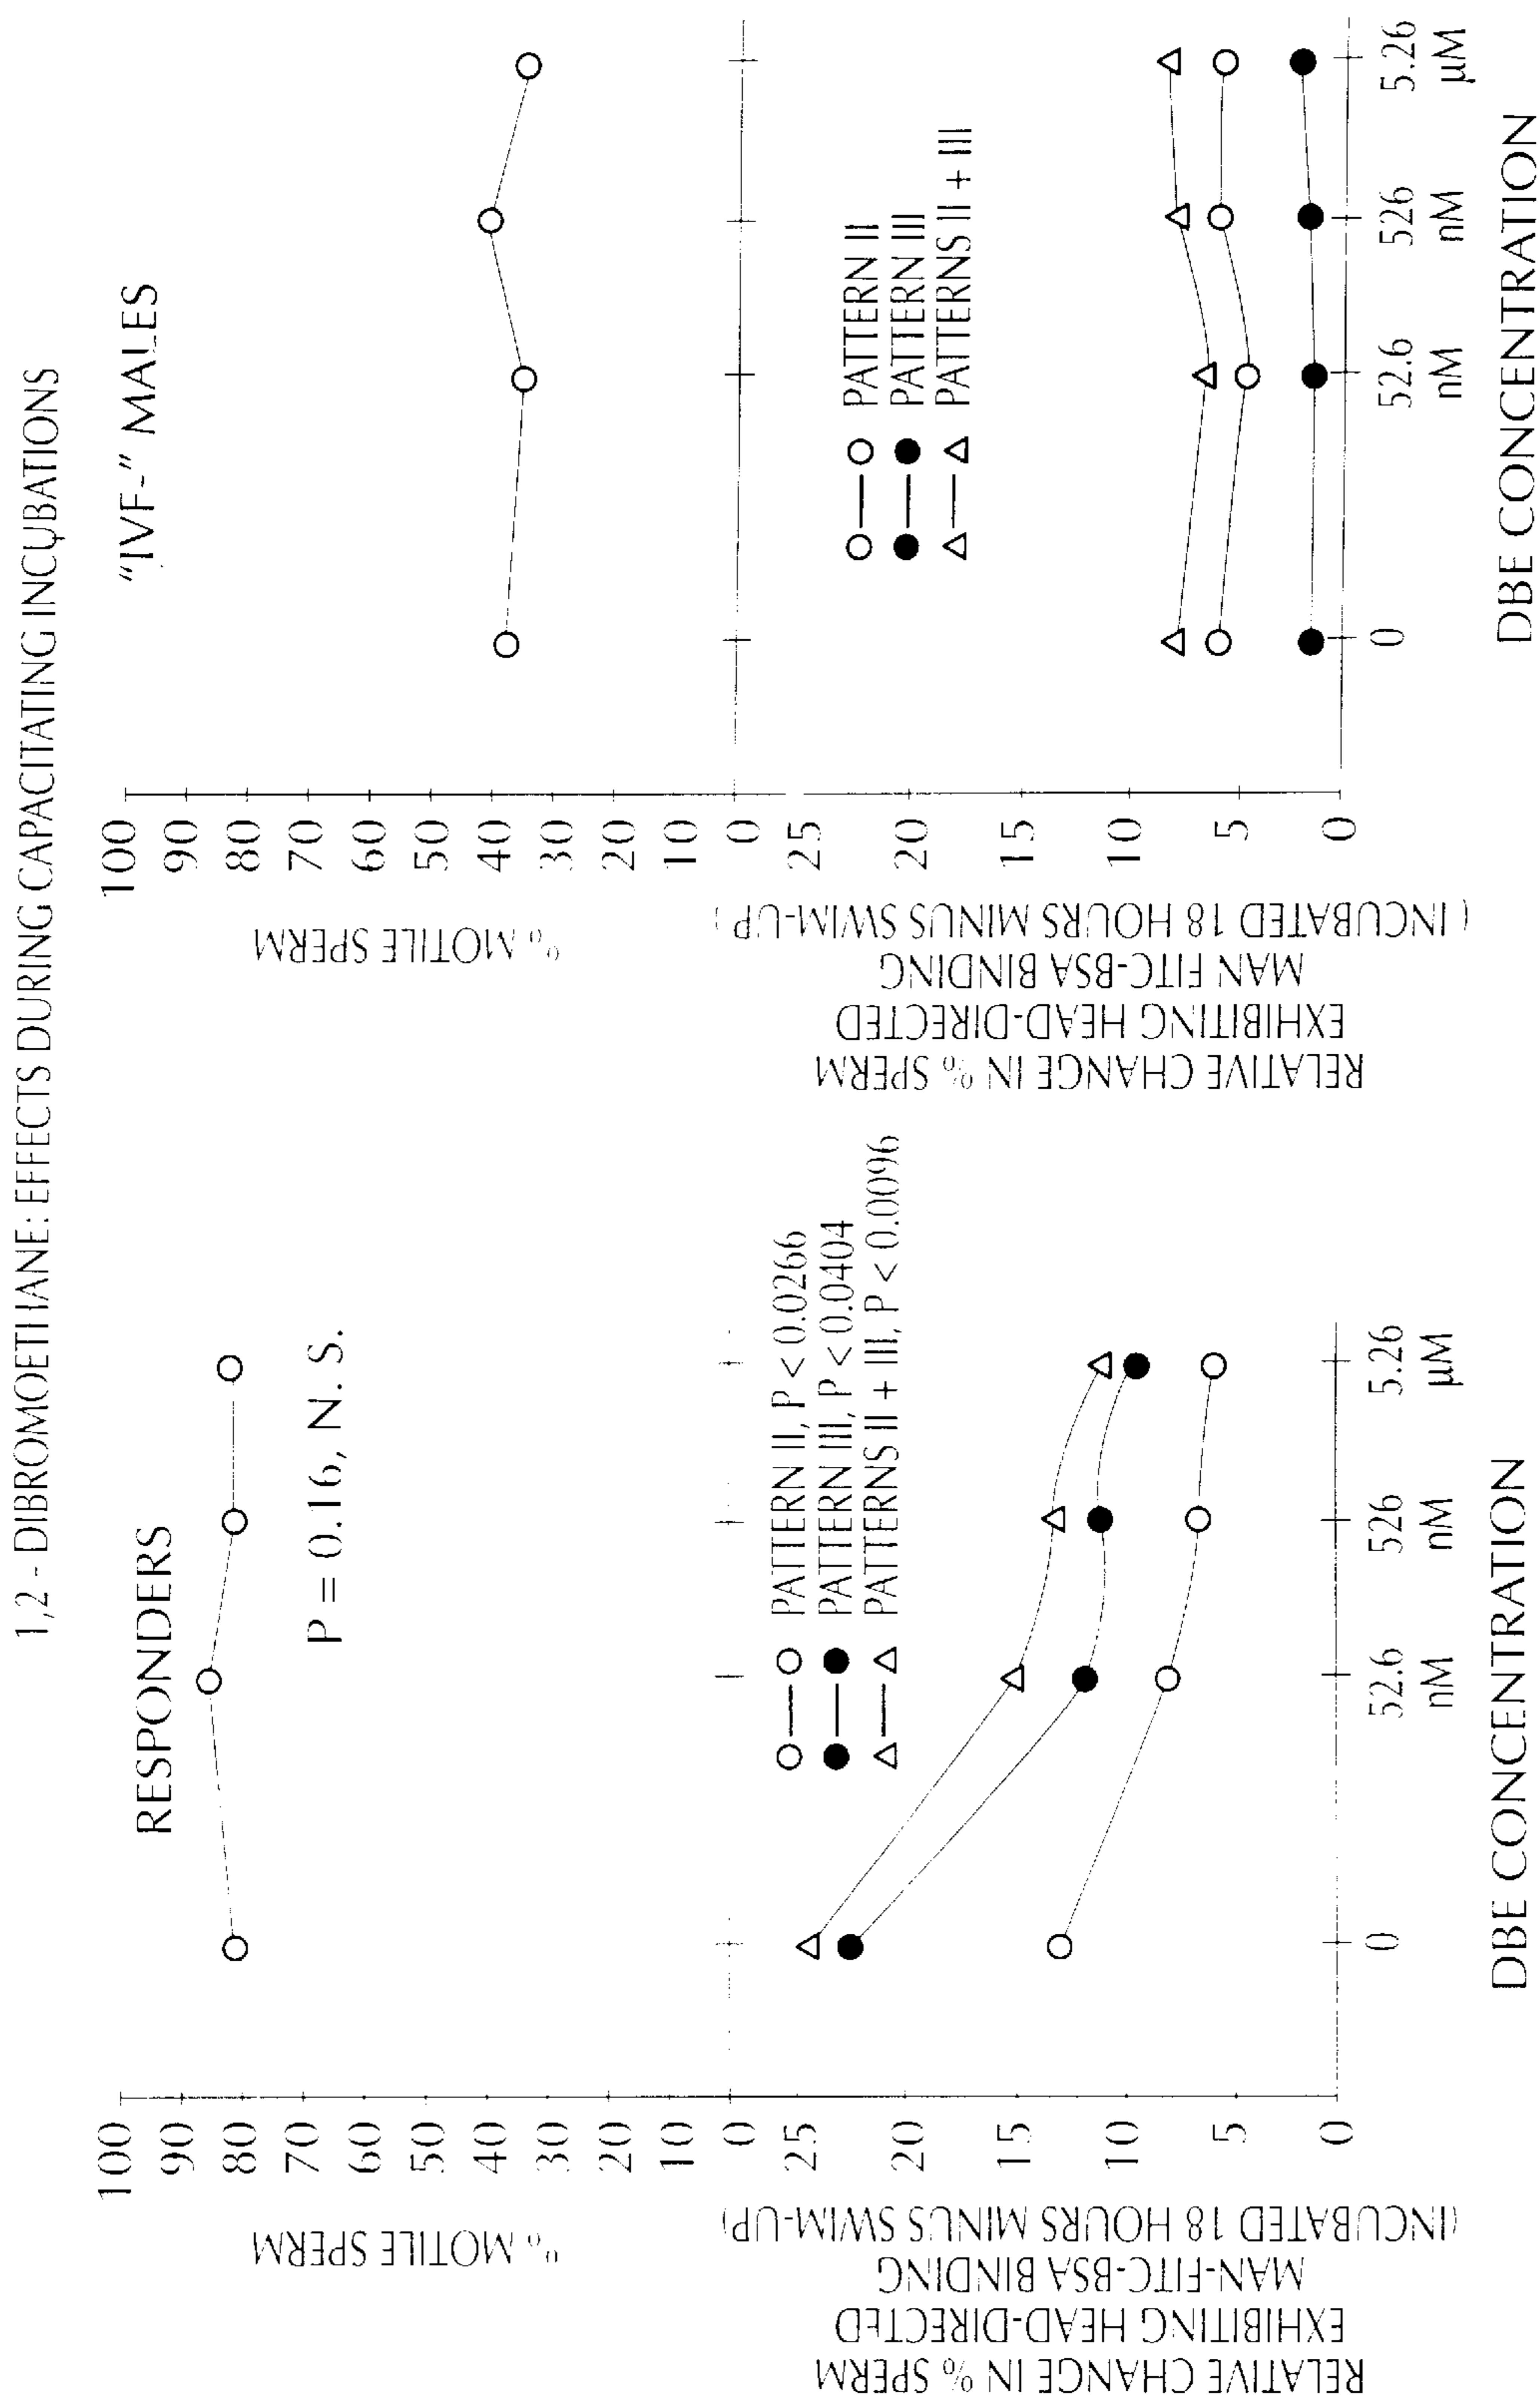 1,2 - DIBROMOETHANE: EFFECTS DURING CAPACITATING INCUBATIONS
RESPONDERS
P = 0.16, N. S.
% MOTILE SPERM
100
90
80
70
60
50
40
30
20
10
0
PATTERN II, P < 0.0266
PATTERN III, P < 0.0404
PATTERNS II + III, P < 0.0096
RELATIVE CHANGE IN % SPERM
EXHIBITING HEAD-DIRECTED
MAN-FITC-BSA BINDING
(INCUBATED 18 HOURS MINUS SWIM-UP)
25
20
15
10
5
0
0
52.6 nM
526 nM
5.26 µM
DBE CONCENTRATION
"IVF-" MALES
% MOTILE SPERM
100
90
80
70
60
50
40
30
20
10
0
PATTERN II
PATTERN III
PATTERNS II + III
RELATIVE CHANGE IN % SPERM
EXHIBITING HEAD-DIRECTED
MAN FITC-BSA BINDING
(INCUBATED 18 HOURS MINUS SWIM-UP)
25
20
15
10
5
0
0
52.6 nM
526 nM
5.26 µM
DBE CONCENTRATION